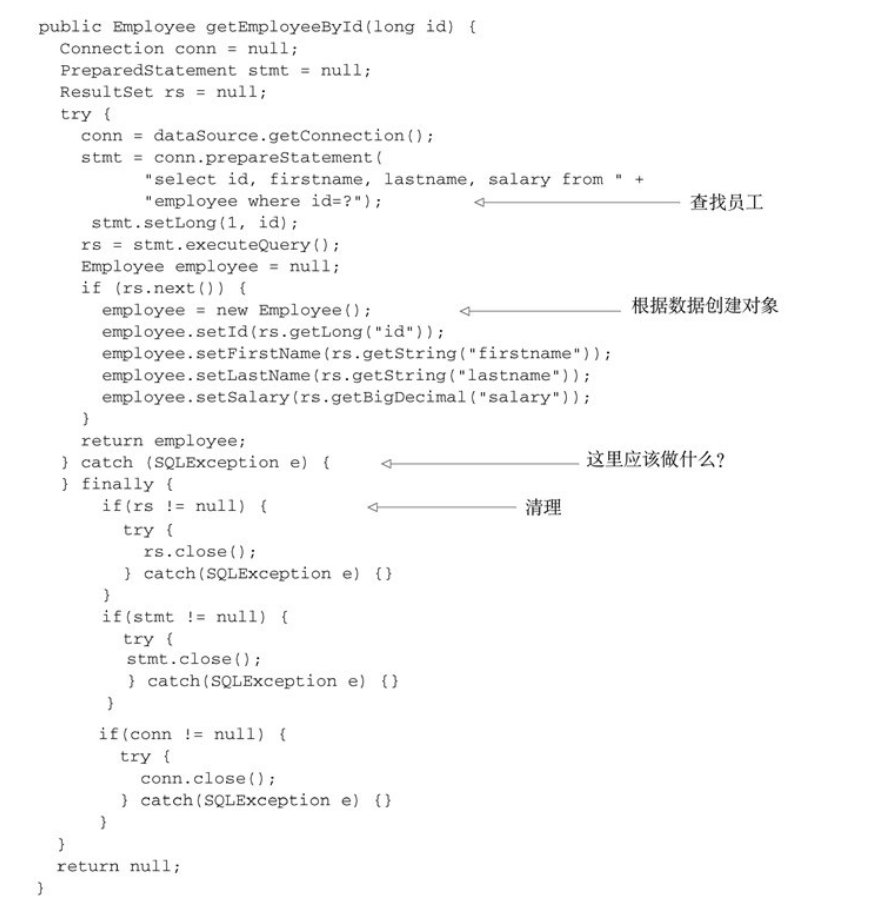 public Employee getEmployeeById(long id) {
Connection conn = null;
PreparedStatement stmt = null;
ResultSet rs = null;
try {
conn = dataSource.getConnection();
stmt = conn.prepareStatement(
"select id, firstname, lastname, salary from " +
"employee where id=?"); 查找员工
stmt.setLong(1, id);
rs = stmt.executeQuery();
Employee employee = null;
if (rs.next()) {
employee = new Employee(); 根据数据创建对象
employee.setId(rs.getLong("id"));
employee.setFirstName(rs.getString("firstname"));
employee.setLastName(rs.getString("lastname"));
employee.setSalary(rs.getBigDecimal("salary"));
}
return employee;
} catch (SQLException e) { 这里应该做什么?
} finally {
if(rs != null) { 清理
try {
rs.close();
} catch(SQLException e) {}
}
if(stmt != null) {
try {
stmt.close();
} catch(SQLException e) {}
}
if(conn != null) {
try {
conn.close();
} catch(SQLException e) {}
}
}
return null;
}